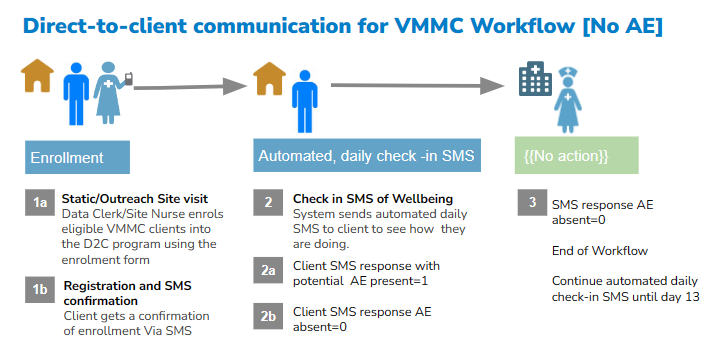 Direct-to-client communication for VMMC Workflow [No AE]
Enrollment
1a
Static/Outreach Site visit
Data Clerk/Site Nurse enrols
eligible VMMC clients into
the D2C program using the
enrolment form
1b
Registration and SMS
confirmation
Client gets a confirmation
of enrollment Via SMS
Automated, daily check -in SMS
2
Check in SMS of Wellbeing
System sends automated daily
SMS to client to see how they
are doing.
2a
Client SMS response with
potential AE present=1
2b
Client SMS response AE
absent=0
{{No action}}
3
SMS response AE
absent=0
End of Workflow
Continue automated daily
check-in SMS until day 13